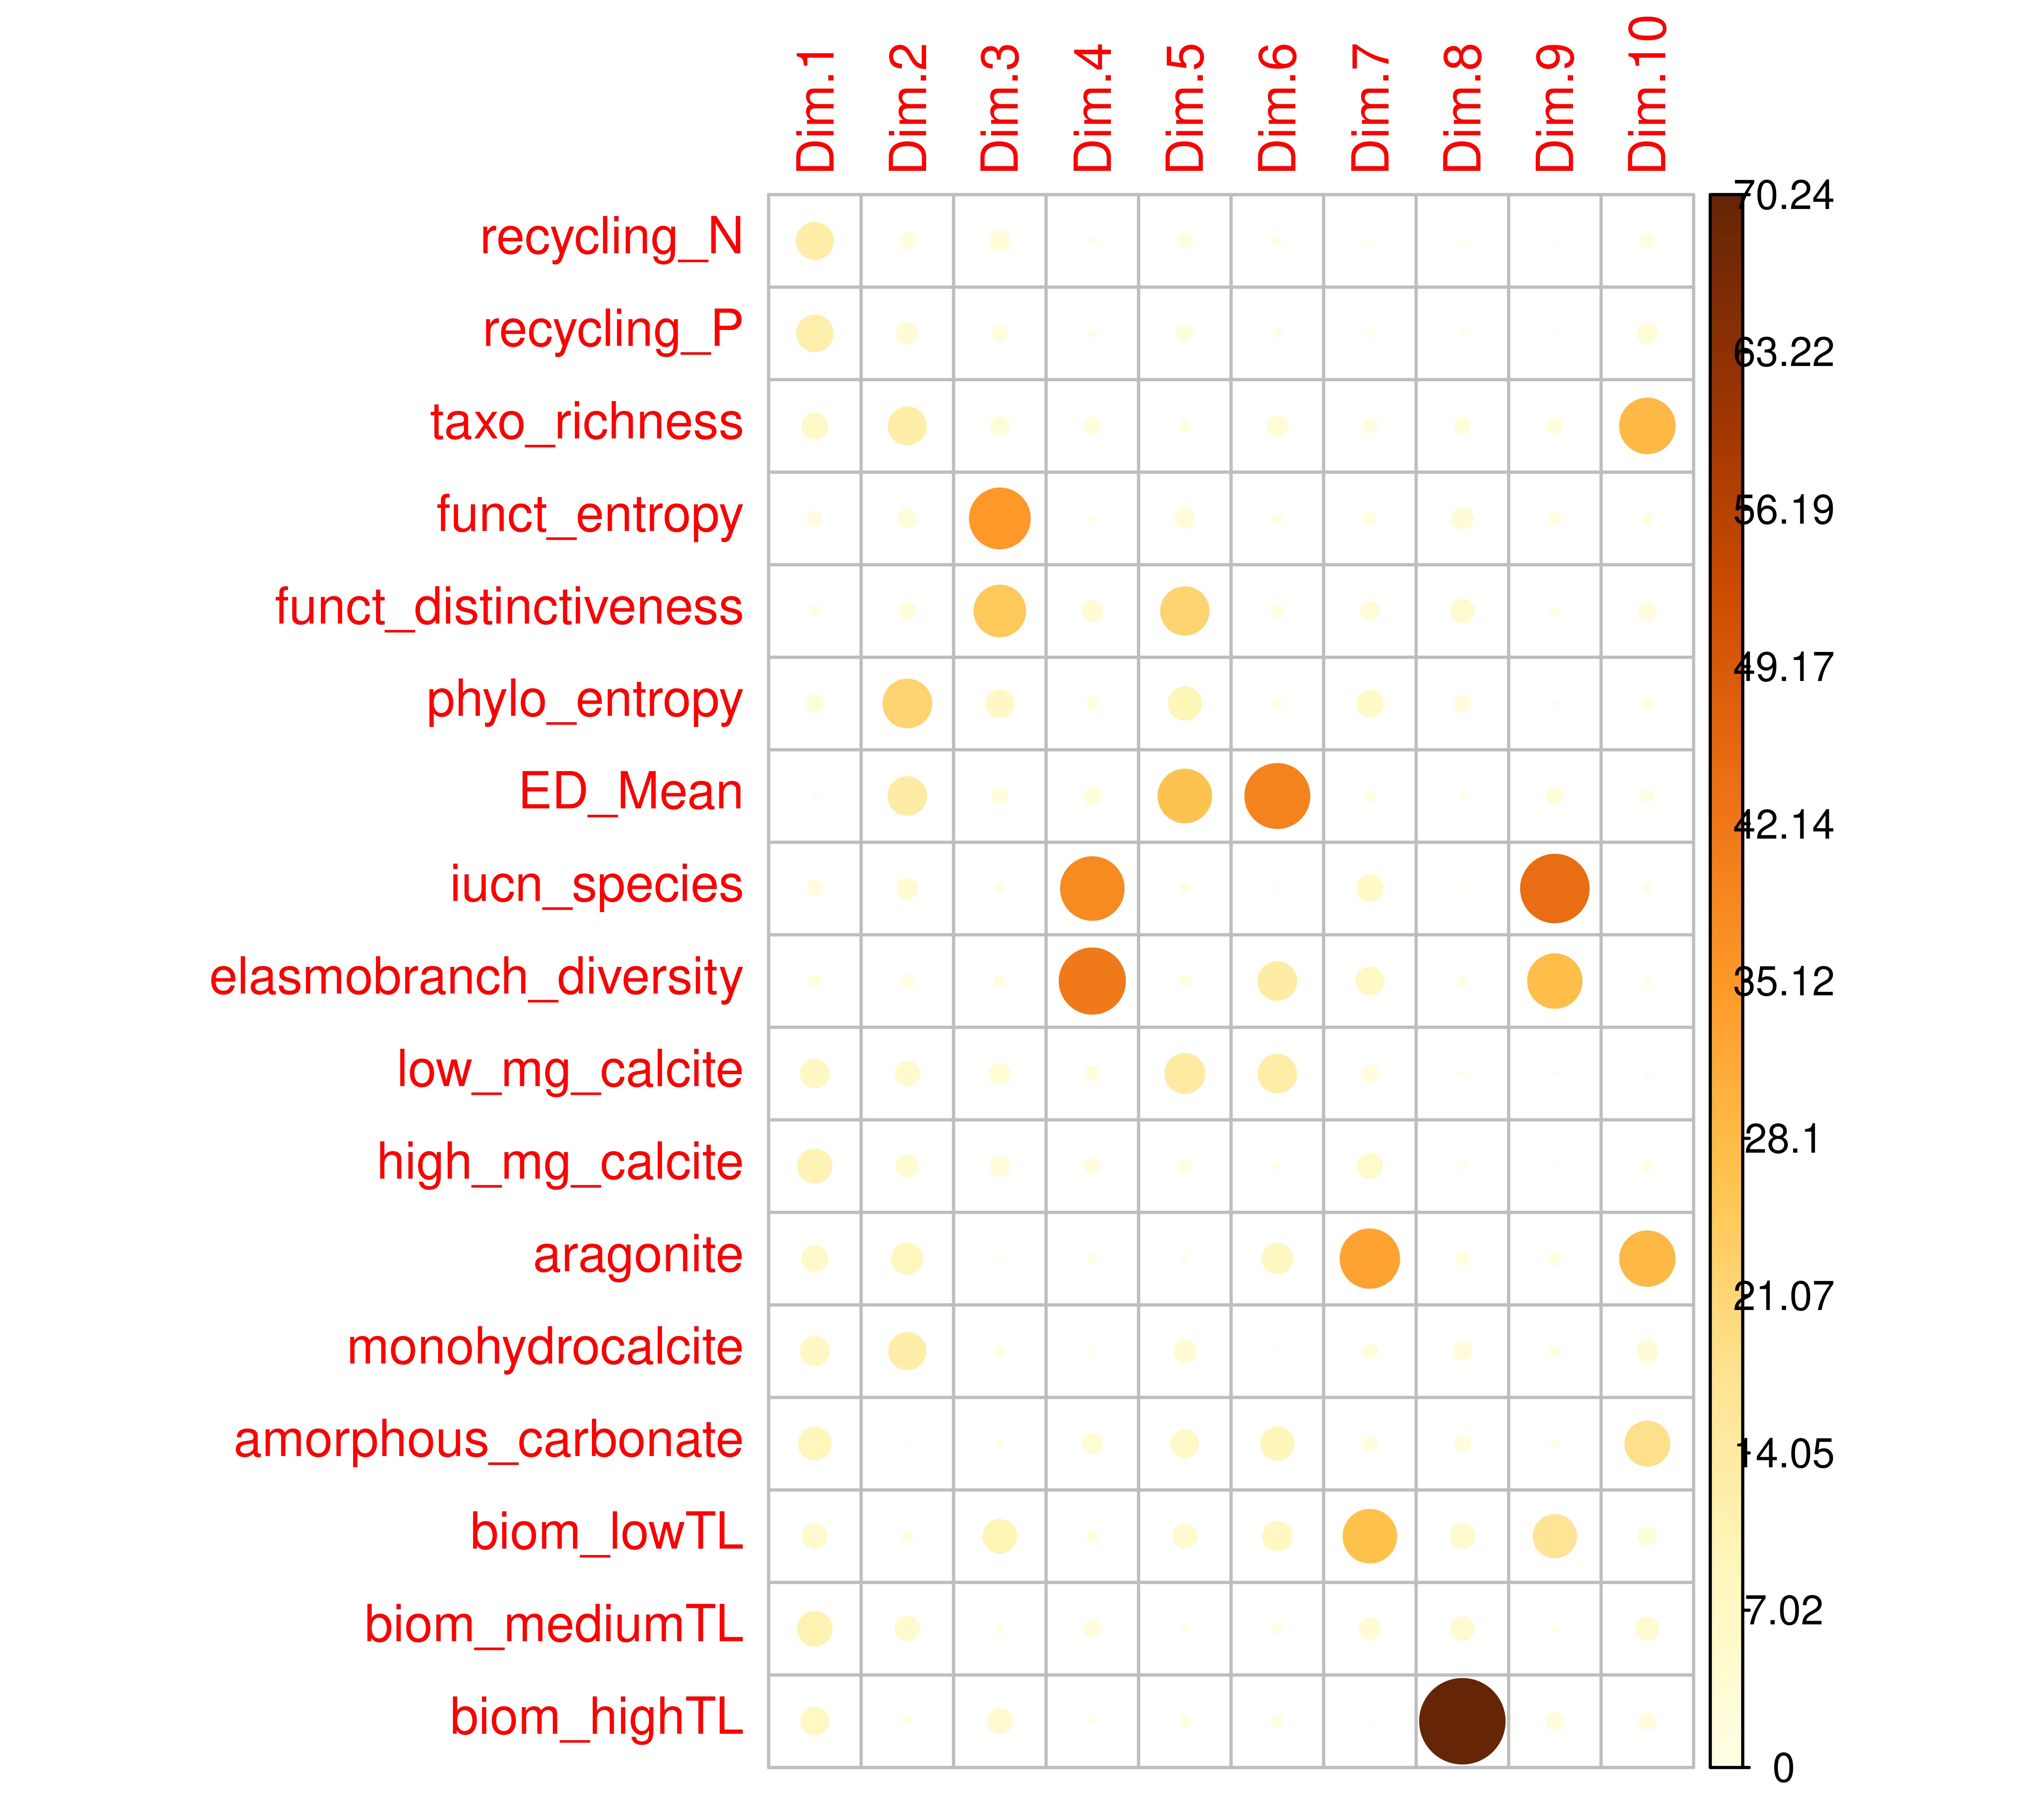 Dim.1 Dim.2 Dim.3 Dim.4 Dim.5 Dim.6 Dim.7 Dim.8 Dim.9 Dim.10
recycling_N
recycling_P
taxo_richness
funct_entropy
funct_distinctiveness
phylo_entropy
ED_Mean
iucn_species
elasmobranch_diversity
low_mg_calcite
high_mg_calcite
aragonite
monohydrocalcite
amorphous_carbonate
biom_lowTL
biom_mediumTL
biom_highTL
70.24
63.22
56.19
49.17
42.14
35.12
28.1
21.07
14.05
7.02
0